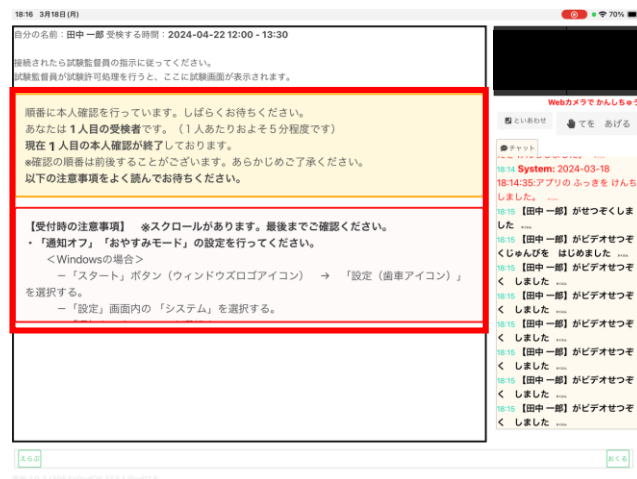 18:16 3月18日(月)
70%
自分の名前：田中 一郎 受検する時間：2024-04-22 12:00 - 13:30
接続されたら試験監督員の指示に従ってください。
試験監督員が試験許可処理を行うと、ここに試験画面が表示されます。
順番に本人確認を行っています。しばらくお待ちください。
あなたは 1人目の受検者です。（1人あたりおよそ5分程度です）
現在 1 人目の本人確認が終了しております。
※確認の順番は前後することがございます。あらかじめご了承ください。
以下の注意事項をよく読んでお待ちください。
【受付時の注意事項】 ※スクロールがあります。最後までご確認ください。
・「通知オフ」「おやすみモード」の設定を行ってください。
＜Windowsの場合＞
－「スタート」ボタン（ウィンドウズロゴアイコン） → 「設定（歯車アイコン）」
を選択する。
－「設定」画面内の 「システム」を選択する。
Webカメラで かんしちゅう
といあわせ
てを あげる
チャット
18:14 System: 2024-03-18
18:14:35:アプリの ふっきを けんち
しました。
18:15 【田中 一郎】がせつぞくしま
した
18:15 【田中 一郎】がビデオせつぞ
くじゅんびを はじめました
18:15 【田中 一郎】がビデオせつぞ
く しました
18:15 【田中 一郎】がビデオせつぞ
く しました
18:15 【田中 一郎】がビデオせつぞ
く しました
18:15 【田中 一郎】がビデオせつぞ
く しました
18:15 【田中 一郎】がビデオせつぞ
く しました
18:15 【田中 一郎】がビデオせつぞ
く しました
えらぶ
おくる